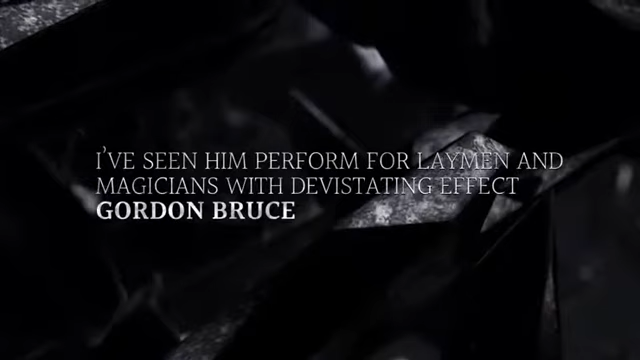 I'VE SEEN HIM PERFORM FOR LAYMEN AND
MAGICIANS WITH DEVISTATING EFFECT
GORDON BRUCE